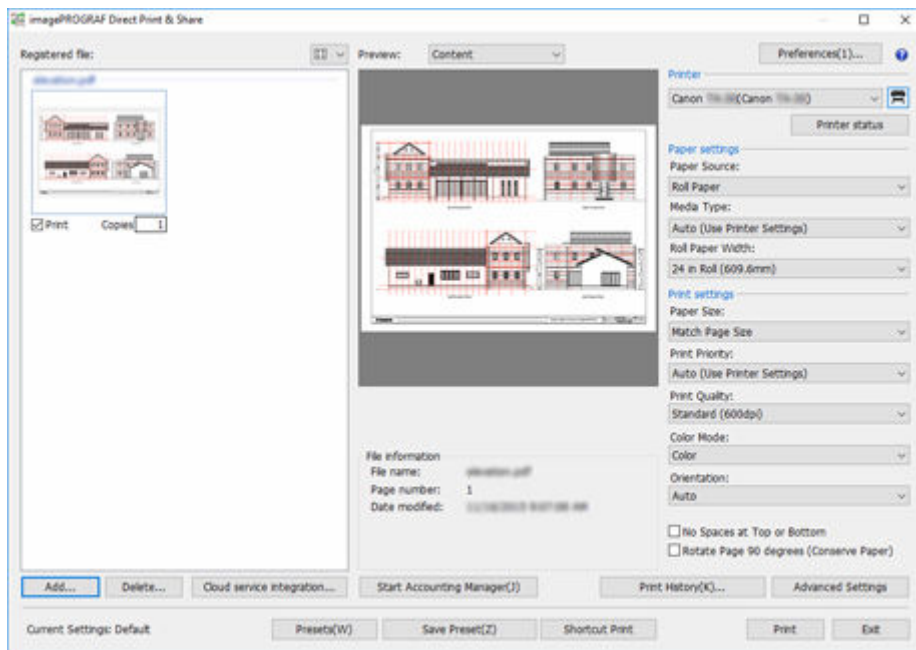 imagePROGRAF Direct Print & Share
Registered file:
Preview: Content
Preferences(1)...
Printer
Canon (Canon )
Printer status
Paper settings
Paper Source:
Roll Paper
Media Type:
Auto (Use Printer Settings)
Roll Paper Width:
24 in Roll (609.6mm)
Print settings
Paper Size:
Match Page Size
Print Priority:
Auto (Use Printer Settings)
Print Quality:
Standard (600dpi)
Color Mode:
Color
Orientation:
Auto
No Spaces at Top or Bottom
Rotate Page 90 degrees (Conserve Paper)
Print Copies 1
File information
File name:
Page number: 1
Date modified:
Add... Delete... Cloud service integration... Start Accounting Manager(J) Print History(K)... Advanced Settings
Current Settings: Default Presets(W) Save Preset(Z) Shortcut Print Print Exit